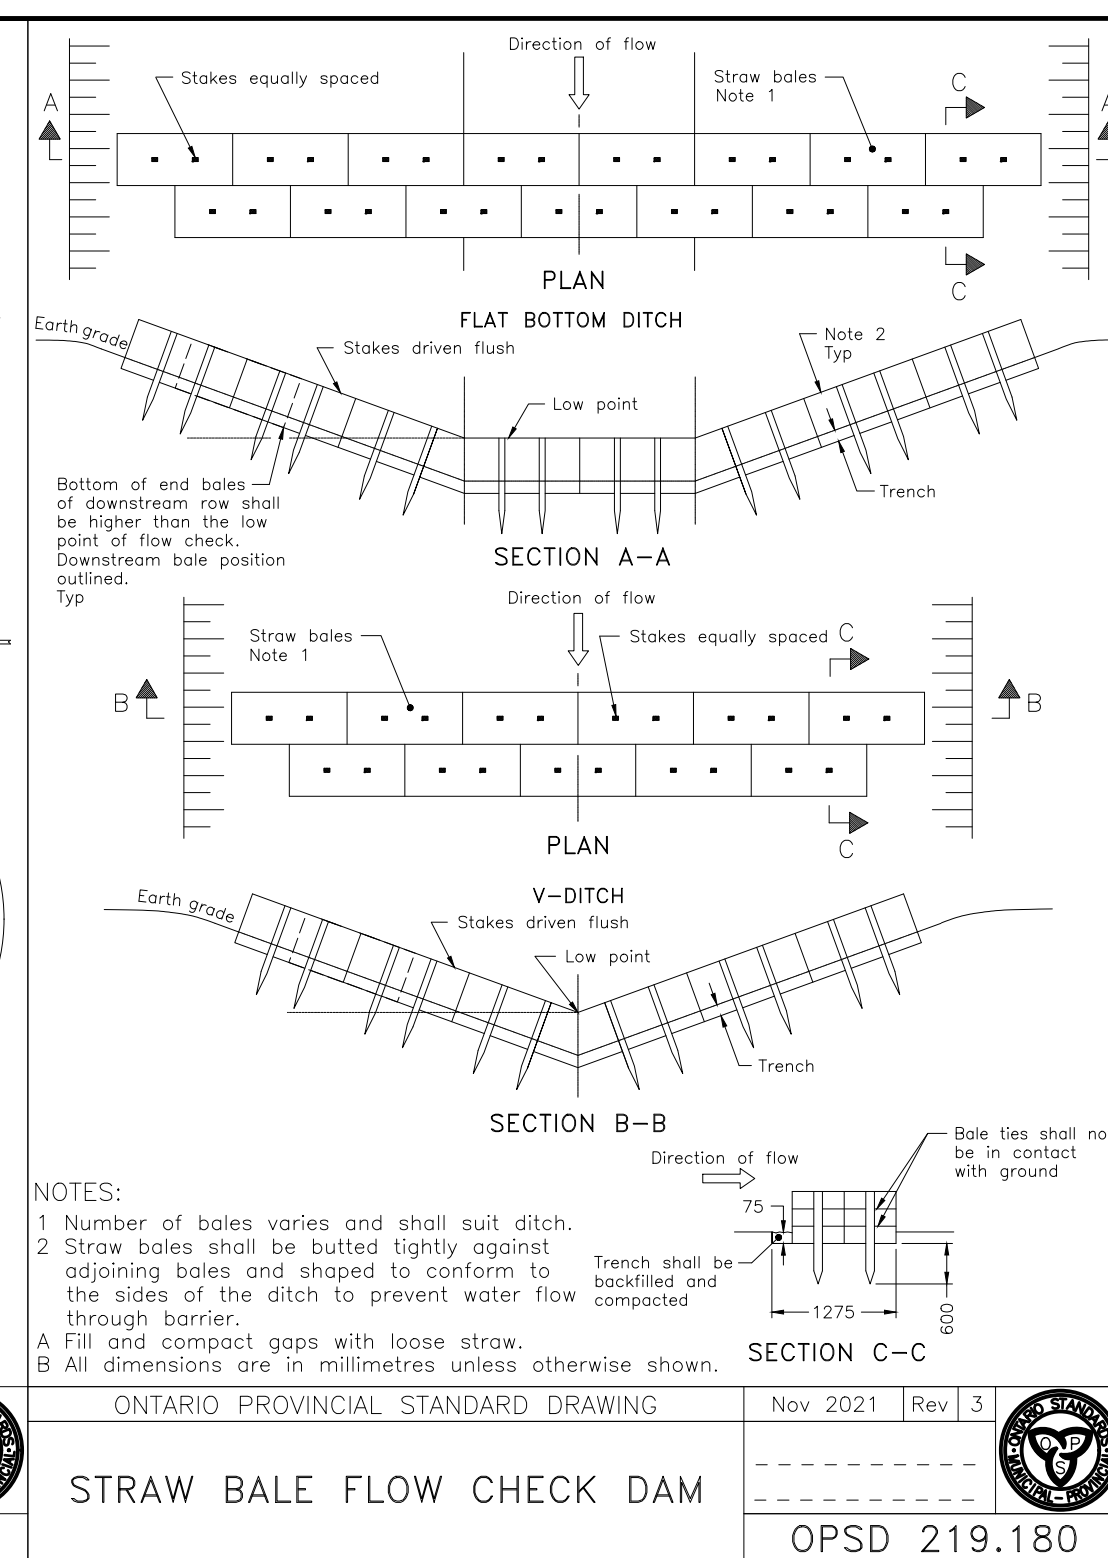 Direction of flow
Stakes equally spaced
Straw bales
Note 1
C
A
A
C
PLAN
FLAT BOTTOM DITCH
Earth grade
Stakes driven flush
Note 2
Typ
Low point
Bottom of end bales
of downstream row shall
be higher than the low
point of flow check.
Downstream bale position
outlined.
Typ
Trench
SECTION A-A
Direction of flow
Straw bales
Note 1
Stakes equally spaced
C
B
B
C
PLAN
V-DITCH
Earth grade
Stakes driven flush
Low point
Trench
SECTION B-B
Direction of flow
Bale ties shall no
be in contact
with ground
75
Trench shall be
backfilled and
compacted
1275
600
SECTION C-C
NOTES:
1 Number of bales varies and shall suit ditch.
2 Straw bales shall be butted tightly against
adjoining bales and shaped to conform to
the sides of the ditch to prevent water flow
through barrier.
A Fill and compact gaps with loose straw.
B All dimensions are in millimetres unless otherwise shown.
ONTARIO PROVINCIAL STANDARD DRAWING
Nov 2021
Rev
3
STRAW BALE FLOW CHECK DAM
ONTARIO STANDARDS
MUNICIPAL-PROVINCIAL
O P
S
OPSD 219.180